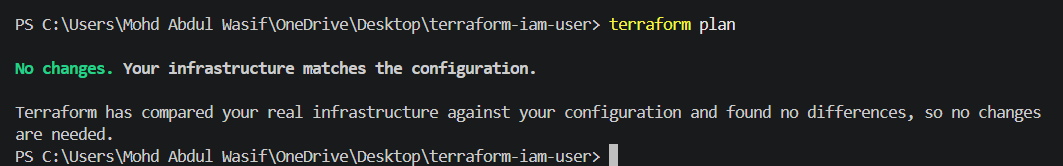 PS C:\Users\Mohd Abdul Wasif\OneDrive\Desktop\terraform-iam-user> terraform plan
No changes. Your infrastructure matches the configuration.
Terraform has compared your real infrastructure against your configuration and found no differences, so no changes
are needed.
PS C:\Users\Mohd Abdul Wasif\OneDrive\Desktop\terraform-iam-user>